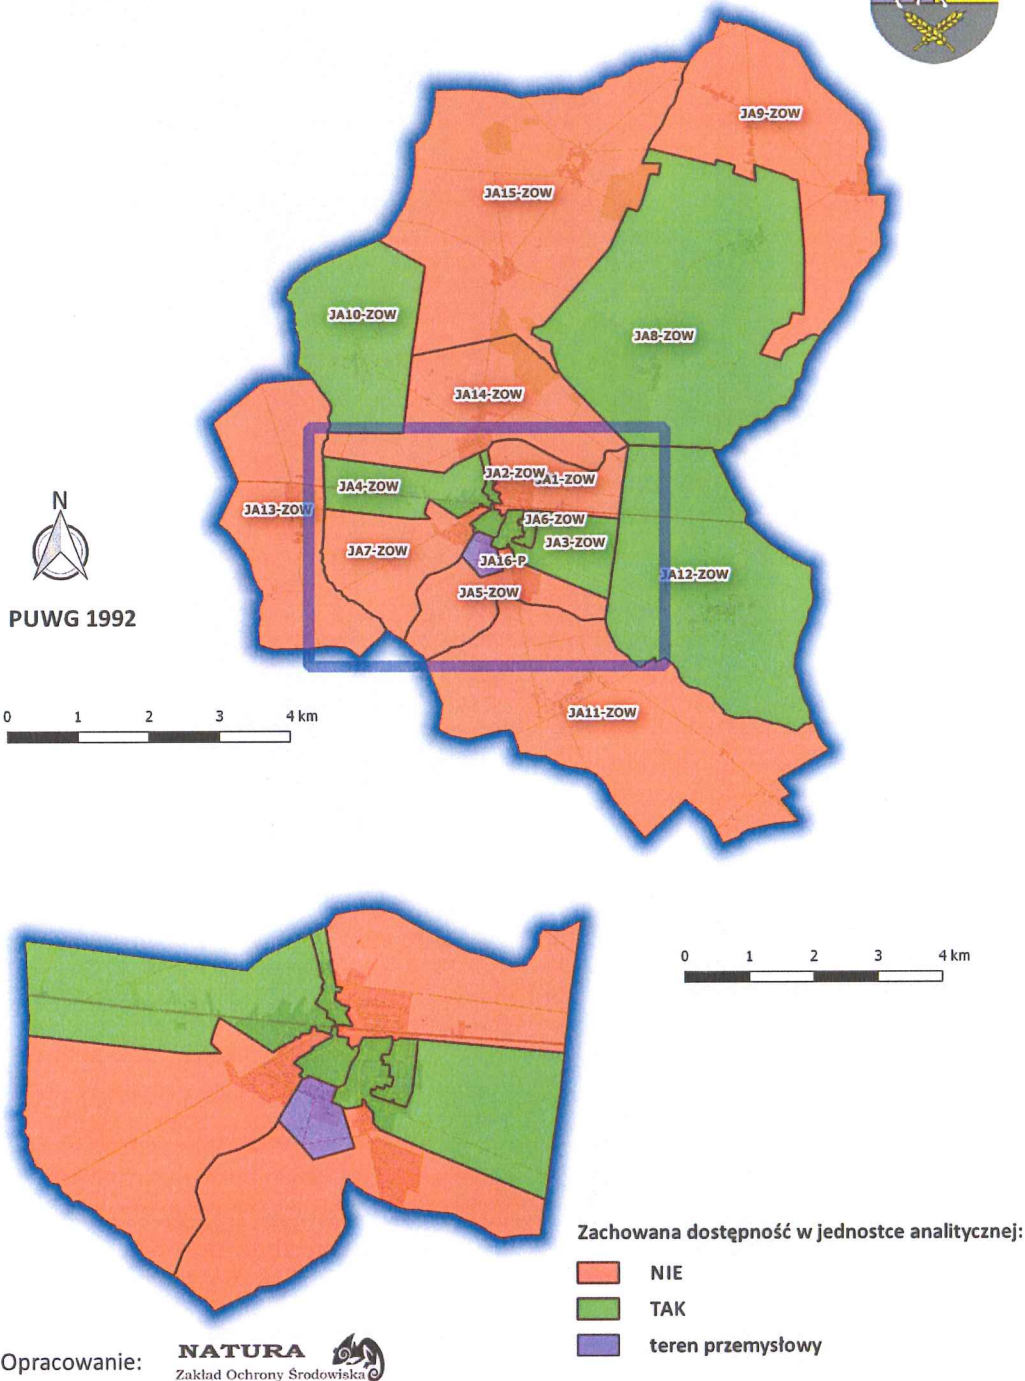 JA9-ZOW
JA15-ZOW
JA10-ZOW
JA8-ZOW
JA14-ZOW
JA2-ZOW
JA1-ZOW
JA4-ZOW
JA13-ZOW
JA6-ZOW
JA3-ZOW
JA7-ZOW
JA16-P
JA12-ZOW
JA5-ZOW
N
PUWG 1992
JA11-ZOW
0 1 2 3 4 km
0 1 2 3 4 km
Zachowana dostępność w jednostce analitycznej:
NIE
TAK
teren przemysłowy
Opracowanie:
NATURA
Zakład Ochrony Środowiska